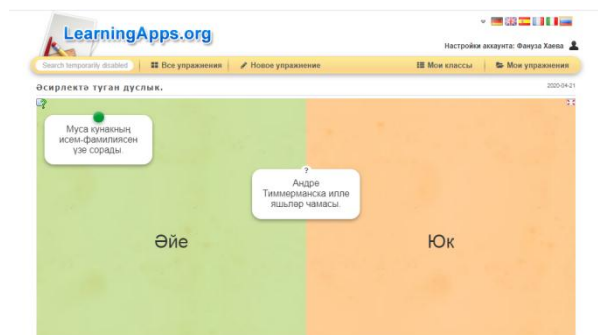 LearningApps.org
Настройки аккаунта: Фануза Хаева
Search temporarily disabled
Все упражнения
Новое упражнение
Мои классы
Мои упражнения
Әсирлектә туган дуслык.
2020-04-21
Муса кунакның
исем-фамилиясен
үзе сорады.
?
Андре
Тиммерманска илле
яшьләр чамасы.
Әйе
Юк